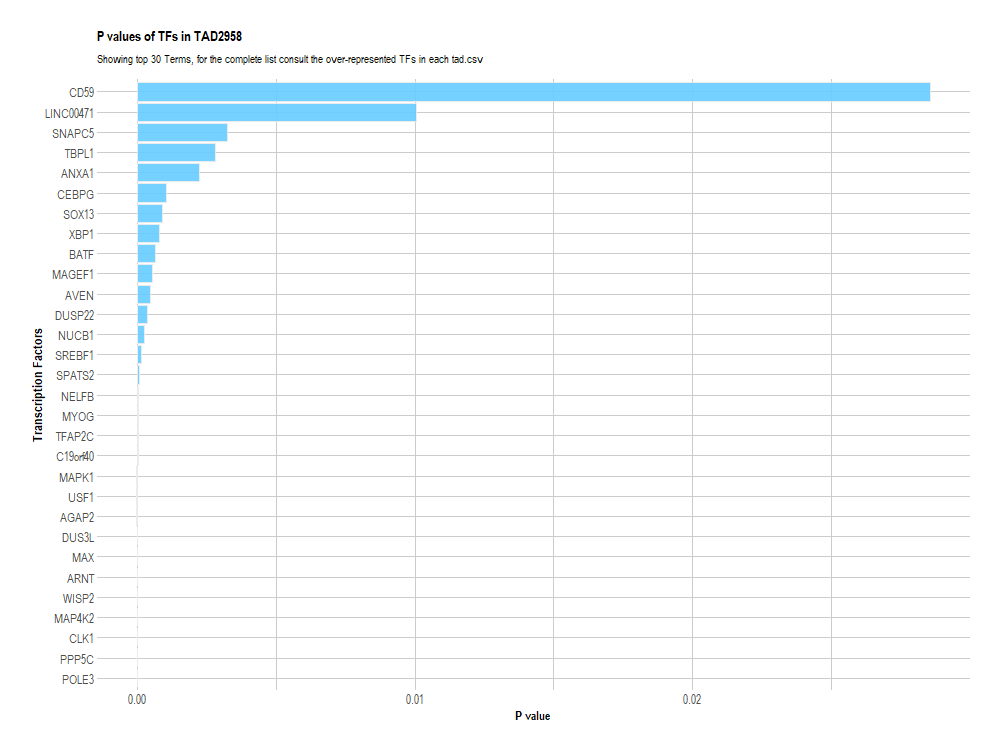 P values of TFs in TAD2958
Showing top 30 Terms, for the complete list consult the over-represented TFs in each tad.csv
CD59
LINC00471
SNAPC5
TBPL1
ANXA1
CEBPG
SOX13
XBP1
BATF
MAGEF1
AVEN
DUSP22
NUCB1
SREBF1
SPATS2
NELFB
MYOG
TFAP2C
C19orf40
MAPK1
USF1
AGAP2
DUS3L
MAX
ARNT
WISP2
MAP4K2
CLK1
PPP5C
POLE3
Transcription Factors
0.00 0.01 0.02
P value